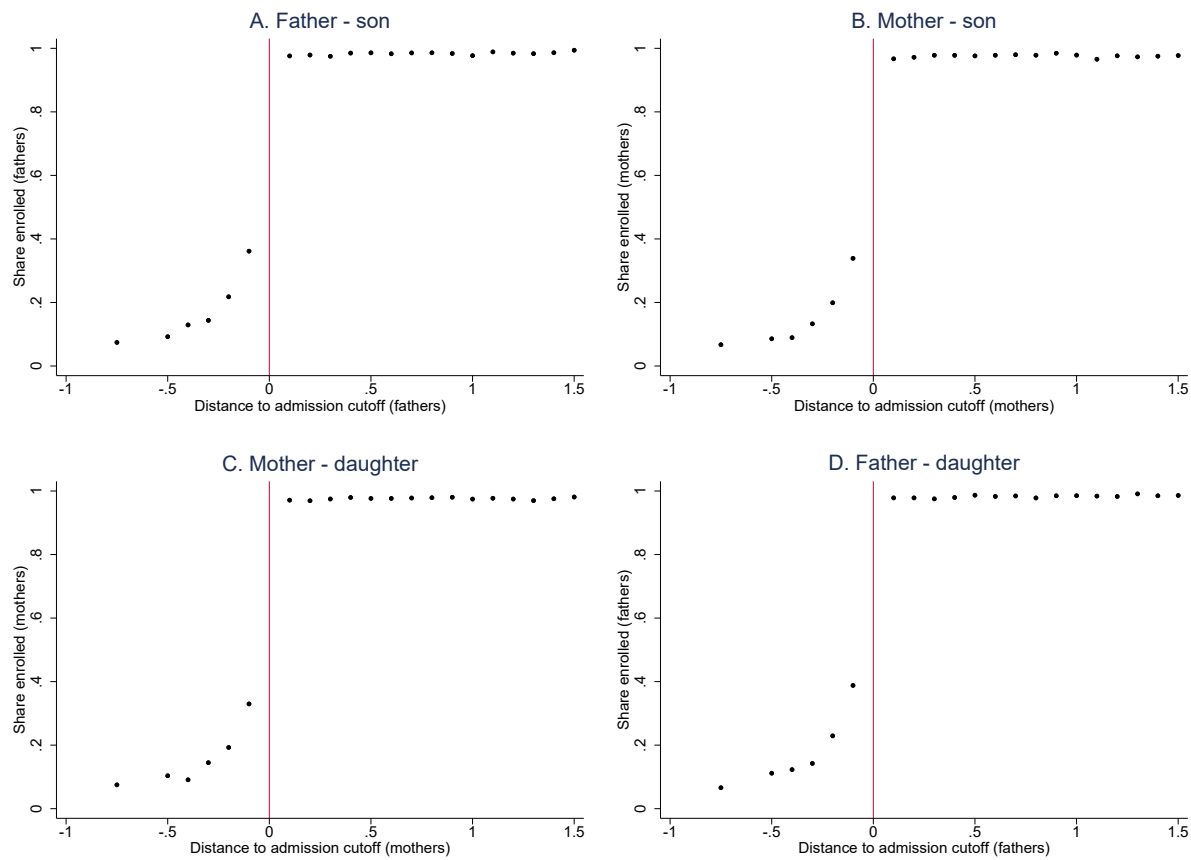 A. Father - son
Share enrolled (fathers)
1
.8
.6
.4
.2
0
-1 -.5 0 .5 1 1.5
Distance to admission cutoff (fathers)
B. Mother - son
Share enrolled (mothers)
1
.8
.6
.4
.2
0
-1 -.5 0 .5 1 1.5
Distance to admission cutoff (mothers)
C. Mother - daughter
Share enrolled (mothers)
1
.8
.6
.4
.2
0
-1 -.5 0 .5 1 1.5
Distance to admission cutoff (mothers)
D. Father - daughter
Share enrolled (fathers)
1
.8
.6
.4
.2
0
-1 -.5 0 .5 1 1.5
Distance to admission cutoff (fathers)